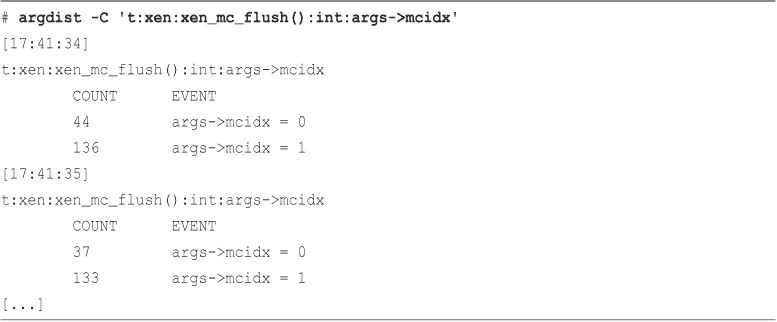 # argdist -C 't:xen:xen_mc_flush():int:args->mcidx'
[17:41:34]
t:xen:xen_mc_flush():int:args->mcidx
COUNT EVENT
44 args->mcidx = 0
136 args->mcidx = 1
[17:41:35]
t:xen:xen_mc_flush():int:args->mcidx
COUNT EVENT
37 args->mcidx = 0
133 args->mcidx = 1
[...]